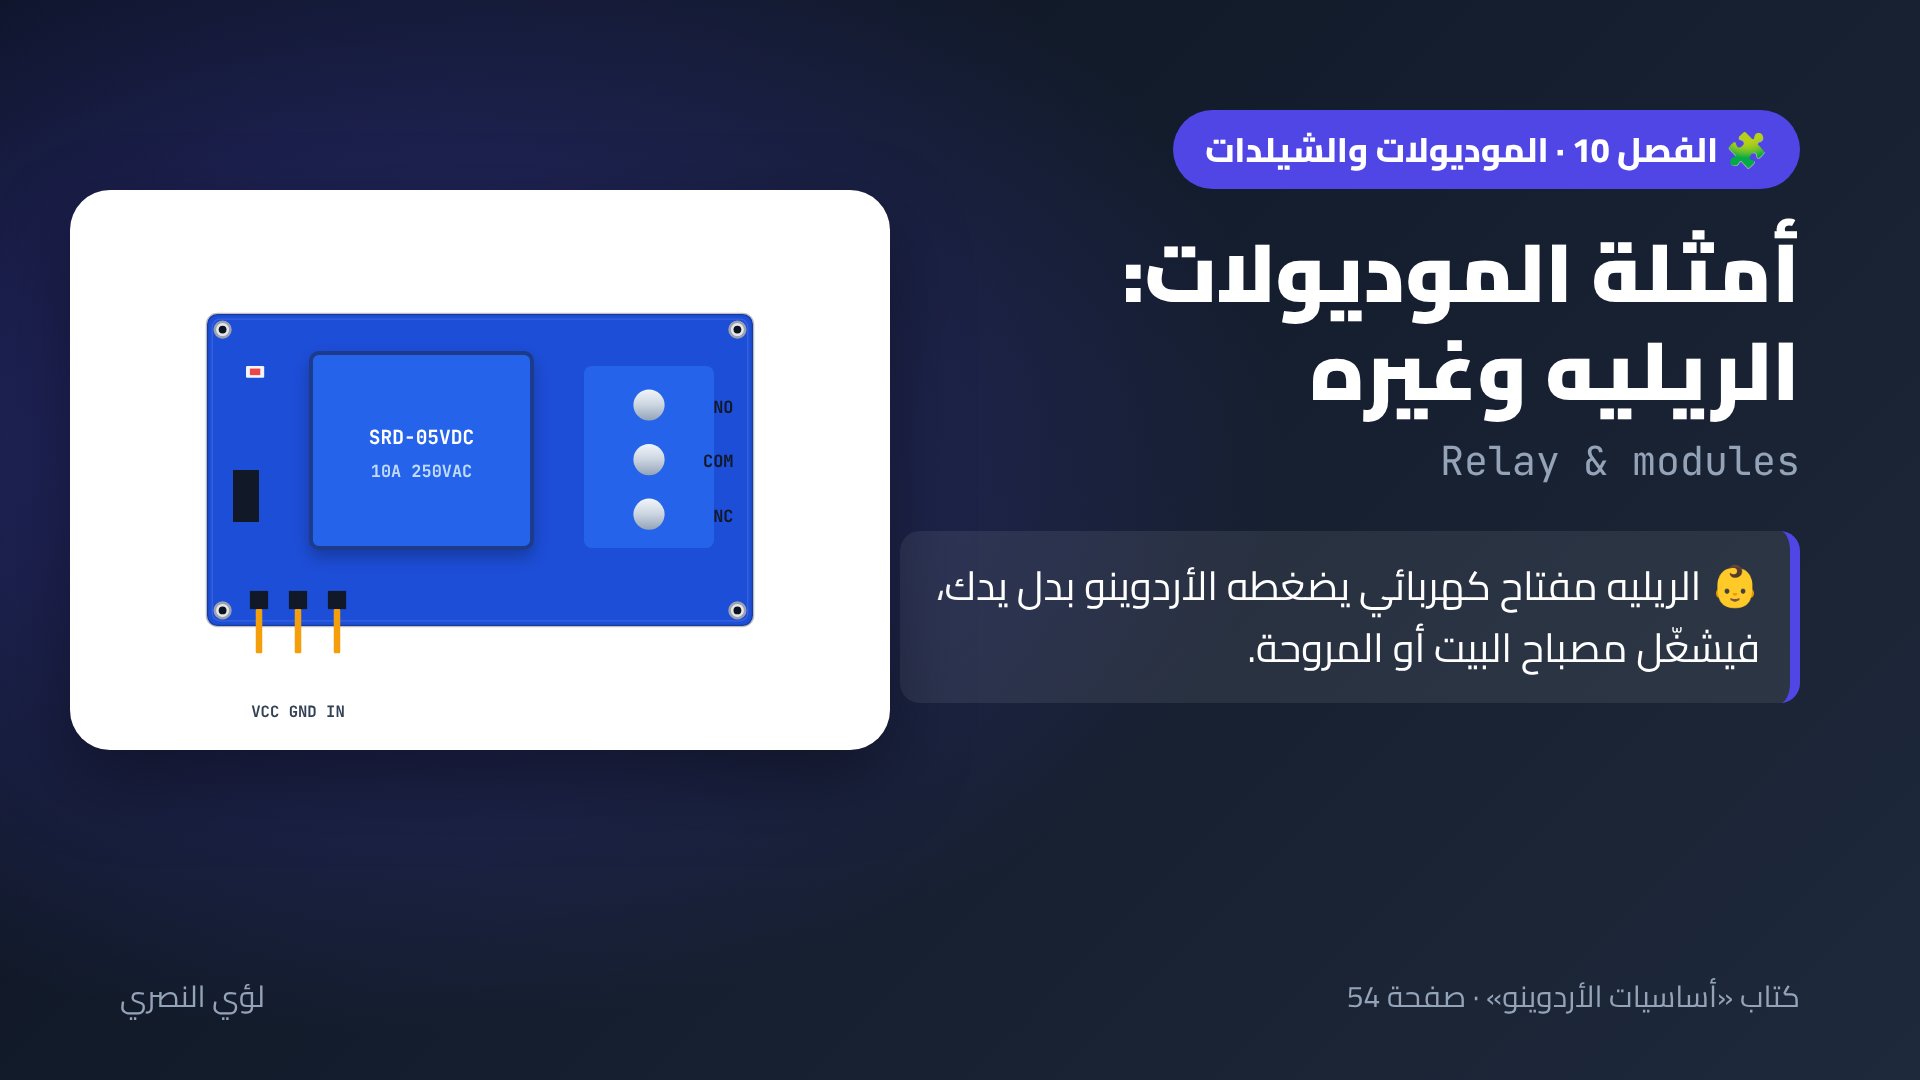 🧩 الفصل 10 · الموديولات والشيلدات
أمثلة الموديولات:
الريليه وغيره
Relay & modules
👶 الريليه مفتاح كهربائي يضغطه الأردوينو بدل يدك،
فيشغّل مصباح البيت أو المروحة.
SRD-05VDC
10A 250VAC
NO
COM
NC
VCC GND IN
كتاب «أساسيات الأردوينو» · صفحة 54
لؤي النصري